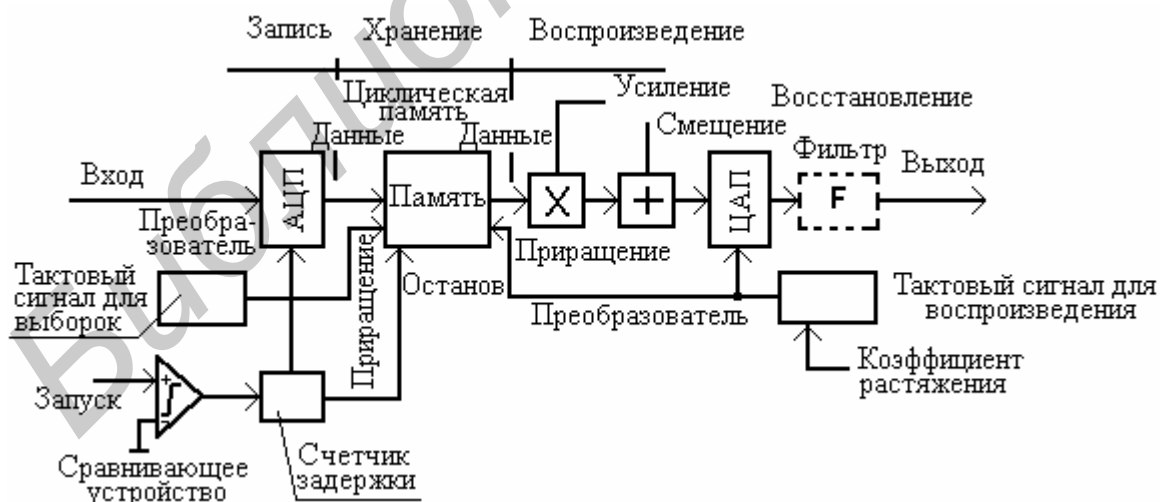 Запись
Хранение
Воспроизведение
Циклическая
память
Усиление
Восстановление
Данные
Данные
Смещение
Фильтр
Вход
АЦП
Память
X
+
ЦАП
F
Выход
Преобра-
зователь
Приращение
Тактовый
сигнал для
выборок
Приращение
Останов
Преобразователь
Тактовый сигнал для
воспроизведения
Коэффициент
растяжения
Запуск
+
−
Сравнивающее
устройство
Счетчик
задержки